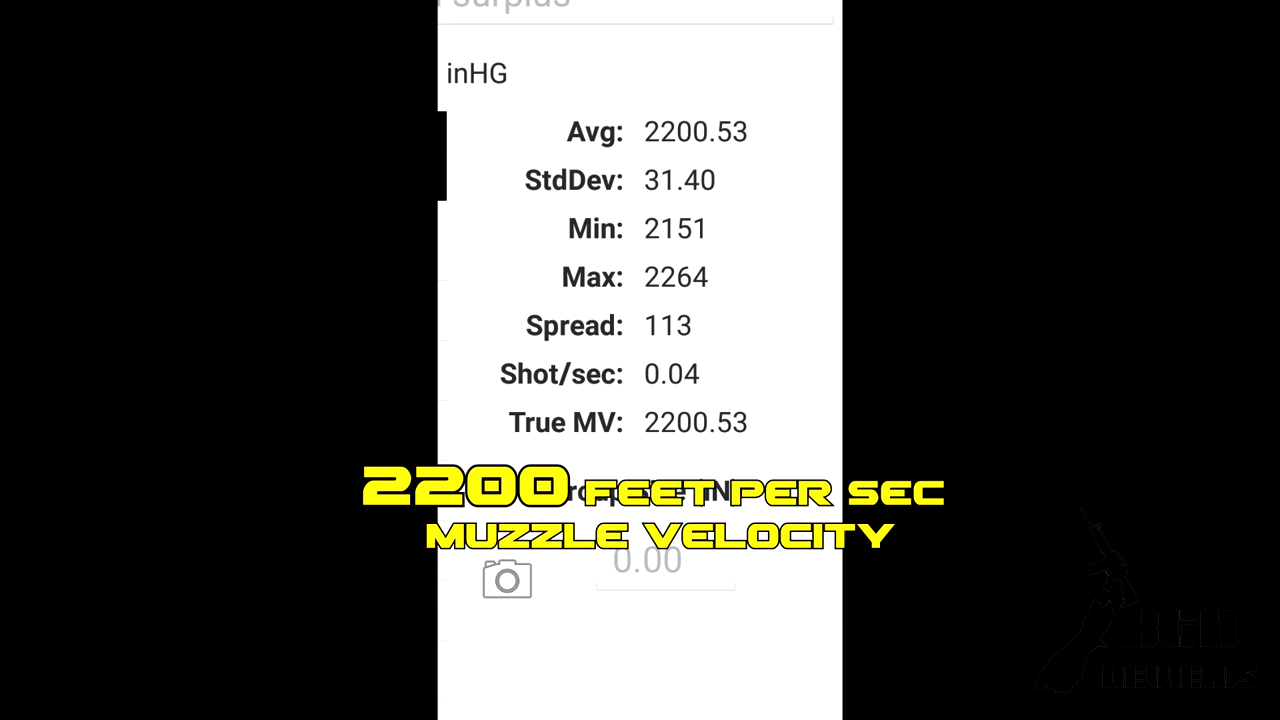 surplus
inHG
Avg: 2200.53
StdDev: 31.40
Min: 2151
Max: 2264
Spread: 113
Shot/sec: 0.04
True MV: 2200.53
2200 FEET PER SEC
MUZZLE VELOCITY
0.00